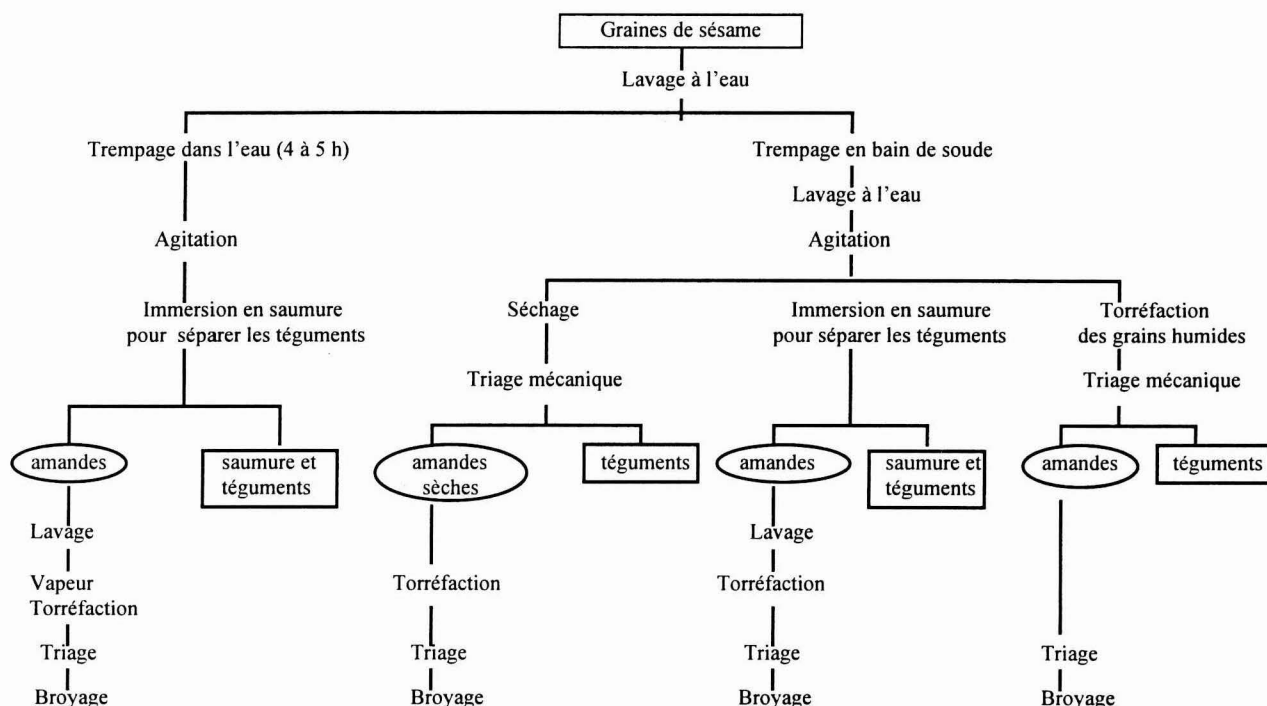 Graines de sésame
Lavage à l'eau
Trempage dans l'eau (4 à 5 h)
Trempage en bain de soude
Lavage à l'eau
Agitation
Agitation
Immersion en saumure
pour séparer les téguments
Séchage
Immersion en saumure
pour séparer les téguments
Torréfaction
des grains humides
Triage mécanique
Triage mécanique
amandes
saumure et
téguments
amandes
sèches
téguments
amandes
saumure et
téguments
amandes
téguments
Lavage
Lavage
Vapeur
Torréfaction
Torréfaction
Torréfaction
Triage
Triage
Triage
Triage
Broyage
Broyage
Broyage
Broyage